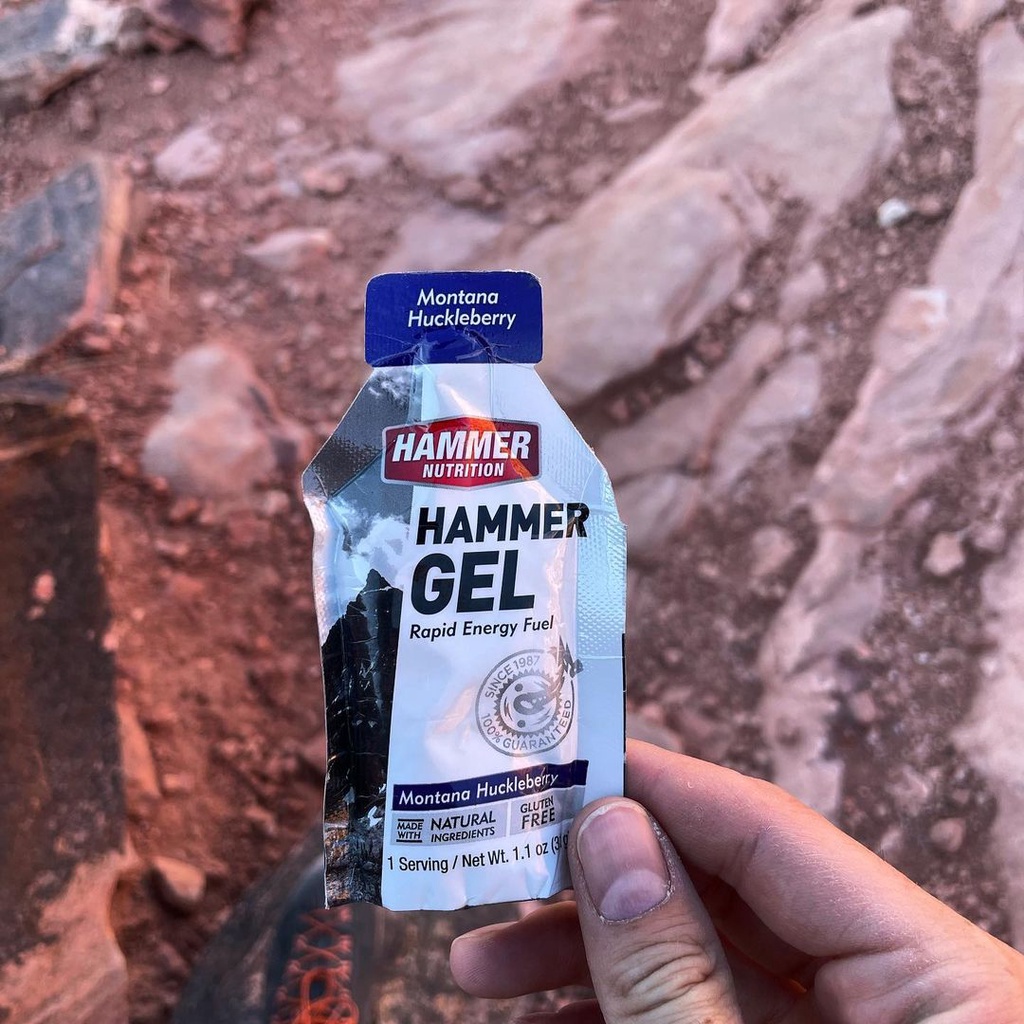 Montana
Huckleberry
HAMMER
NUTRITION
HAMMER
GEL
Rapid Energy Fuel
SINCE 1987
100% GUARANTEED
Montana Huckleberry
MADE WITH NATURAL INGREDIENTS
GLUTEN FREE
1 Serving / Net Wt. 1.1 oz